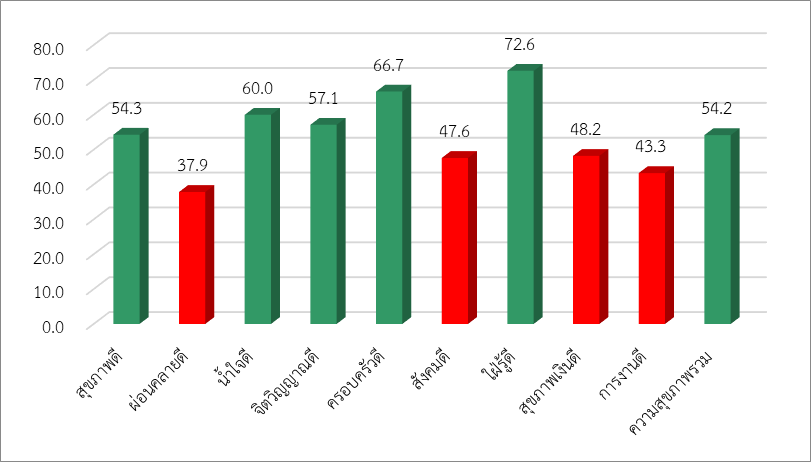 80.0
70.0
60.0
50.0
40.0
30.0
20.0
10.0
0.0
54.3
37.9
60.0
57.1
66.7
47.6
72.6
48.2
43.3
54.2
สุขภาพดี
ผ่อนคลายดี
น้ำใจดี
จิตวิญญาณดี
ครอบครัวดี
สังคมดี
ใฝ่รู้ดี
สุขภาพเงินดี
การงานดี
ความสุขภาพรวม